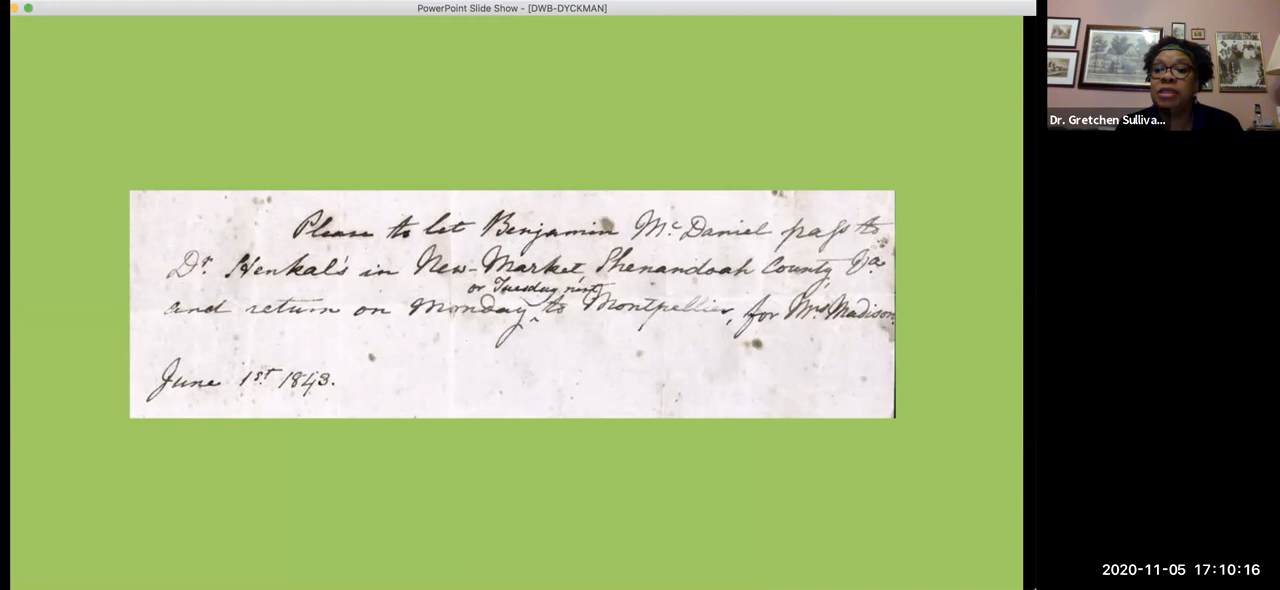 PowerPoint Slide Show - [DWB-DYCKMAN]
Dr. Gretchen Sulliva...
Please to let Benjamin McDaniel pass to
Dr. Henkal's in New-Market, Shenandoah County, Va
or Tuesday next
and return on Monday ^ to Montpellier, for Mrs Madison.
June 1st 1843.
2020-11-05 17:10:16